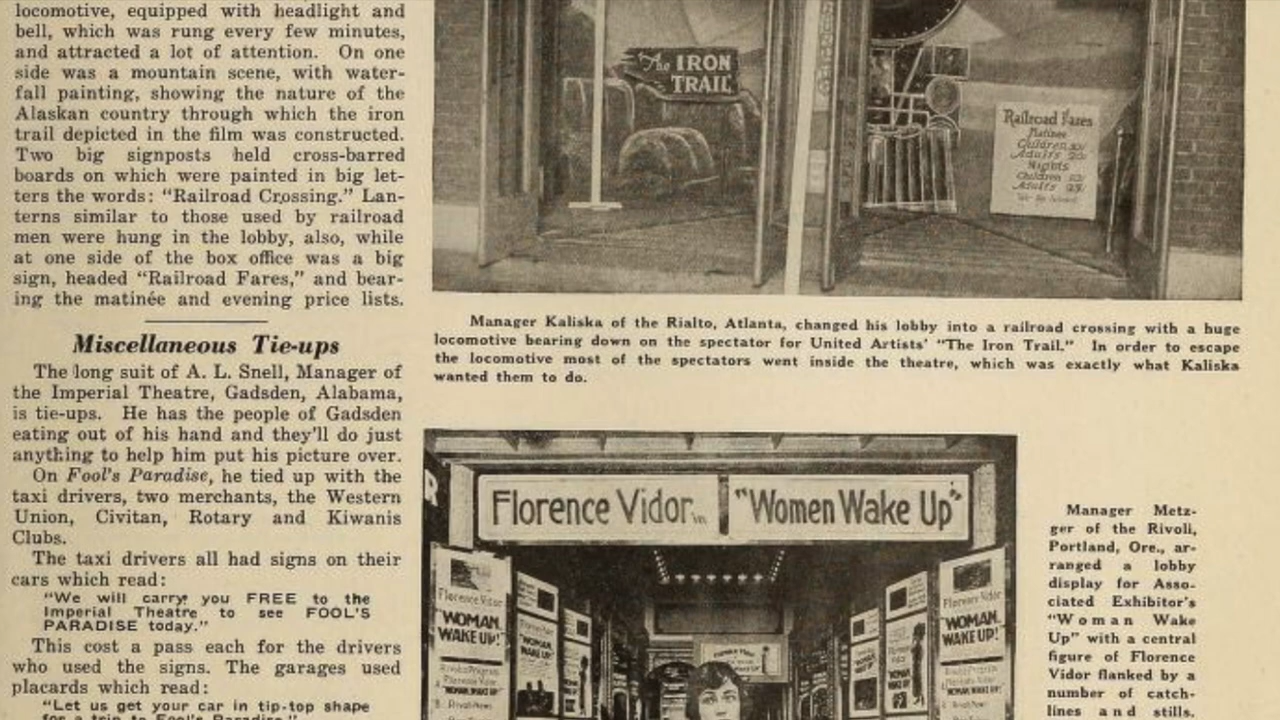 locomotive, equipped with headlight and
bell, which was rung every few minutes,
and attracted a lot of attention. On one
side was a mountain scene, with water-
fall painting, showing the nature of the
Alaskan country through which the iron
trail depicted in the film was constructed.
Two big signposts held cross-barred
boards on which were painted in big let-
ters the words: “Railroad Crossing.” Lan-
terns similar to those used by railroad
men were hung in the lobby, also, while
at one side of the box office was a big
sign, headed “Railroad Fares,” and bear-
ing the matinée and evening price lists.
Miscellaneous Tie-ups
The long suit of A. L. Snell, Manager of
the Imperial Theatre, Gadsden, Alabama,
is tie-ups. He has the people of Gadsden
eating out of his hand and they’ll do just
anything to help him put his picture over.
On Fool’s Paradise, he tied up with the
taxi drivers, two merchants, the Western
Union, Civitan, Rotary and Kiwanis
Clubs.
The taxi drivers all had signs on their
cars which read:
“We will carry you FREE to the
Imperial Theatre to see FOOL’S
PARADISE today.”
This cost a pass each for the drivers
who used the signs. The garages used
placards which read:
“Let us get your car in tip-top shape
for a trip to Fool’s Paradise.”
The IRON
TRAIL
Railroad Fares
Matinee
Children
Adults
Nights
Children
Adults
Manager Kaliska of the Rialto, Atlanta, changed his lobby into a railroad crossing with a huge
locomotive bearing down on the spectator for United Artists’ “The Iron Trail.” In order to escape
the locomotive most of the spectators went inside the theatre, which was exactly what Kaliska
wanted them to do.
Florence Vidor in “Women Wake Up”
Florence Vidor
WOMAN,
WAKE UP!
Florence Vidor
WOMAN,
WAKE UP!
Manager Metz-
ger of the Rivoli,
Portland, Ore., ar-
ranged a lobby
display for Asso-
ciated Exhibitor’s
“Woman Wake
Up” with a central
figure of Florence
Vidor flanked by a
number of catch-
lines and stills.